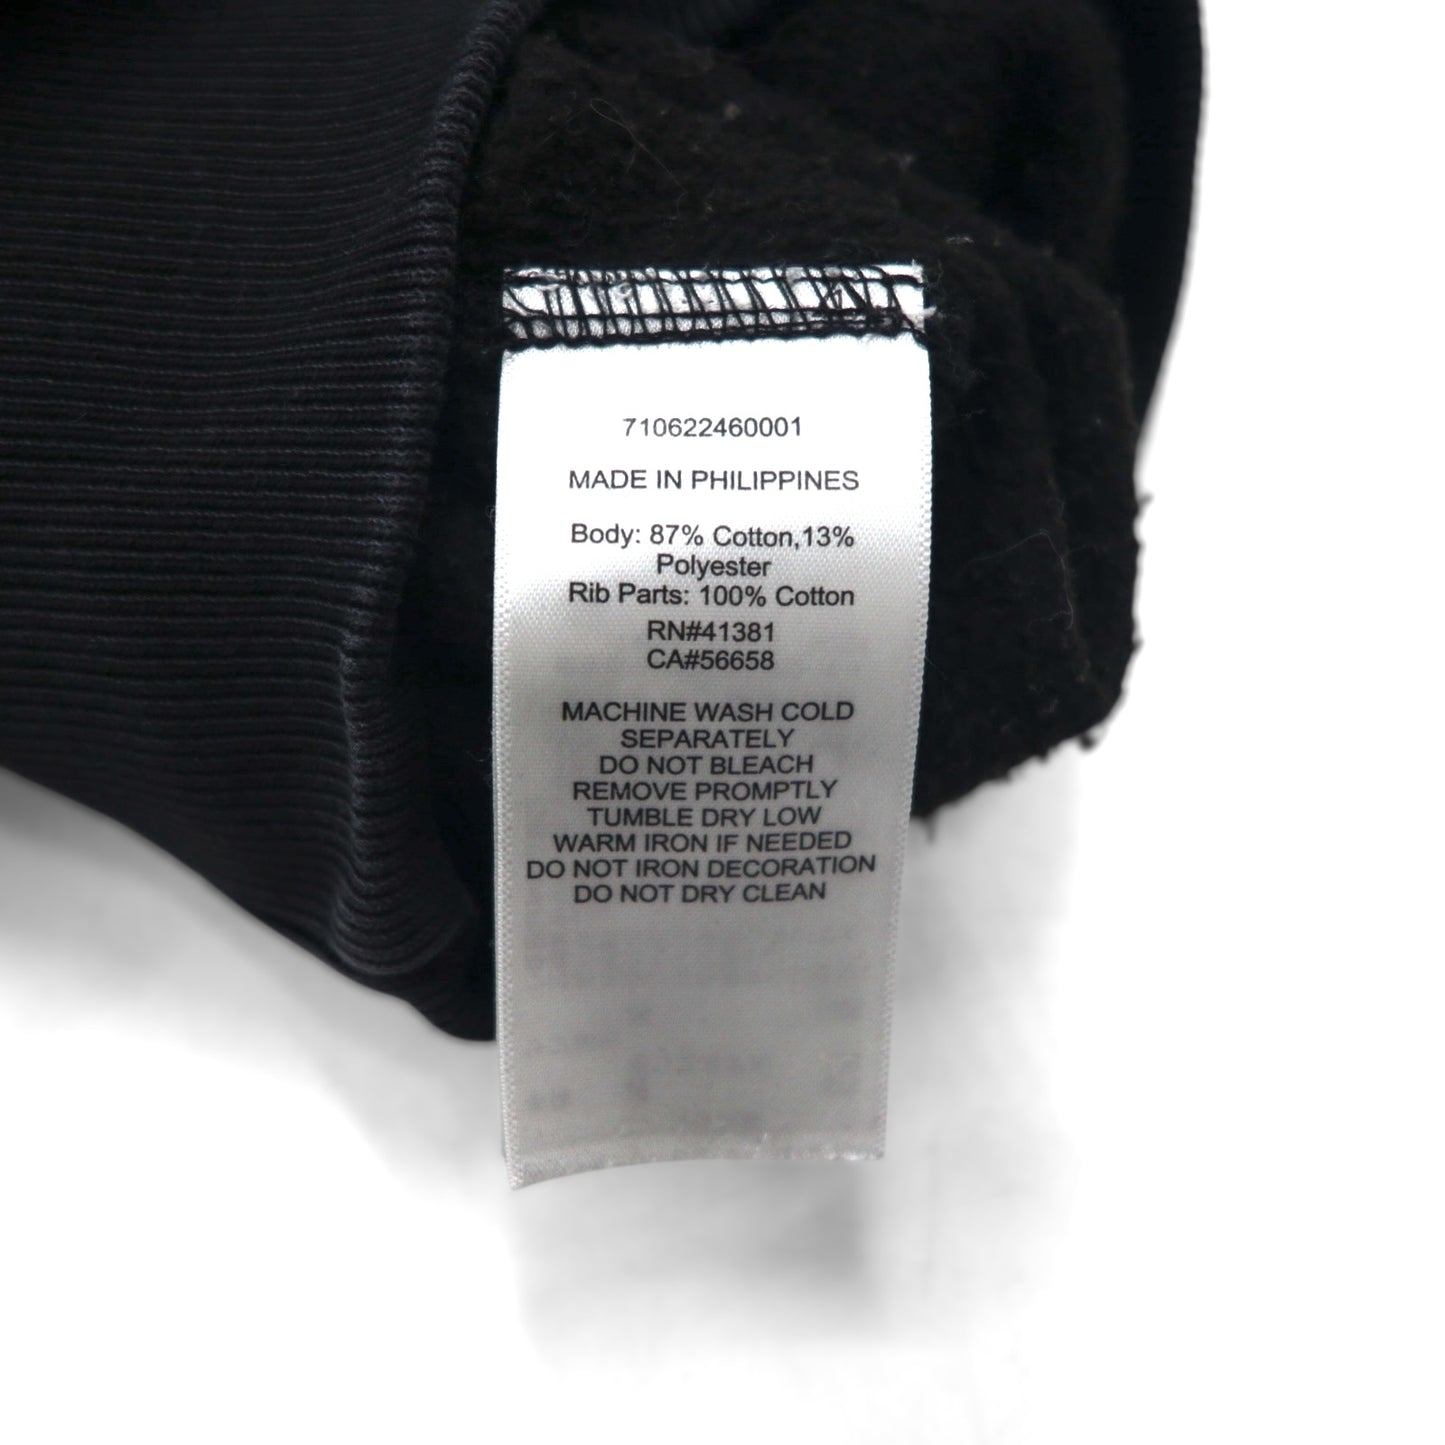 710622460001
MADE IN PHILIPPINES
Body: 87% Cotton,13%
Polyester
Rib Parts: 100% Cotton
RN#41381
CA#56658
MACHINE WASH COLD
SEPARATELY
DO NOT BLEACH
REMOVE PROMPTLY
TUMBLE DRY LOW
WARM IRON IF NEEDED
DO NOT IRON DECORATION
DO NOT DRY CLEAN